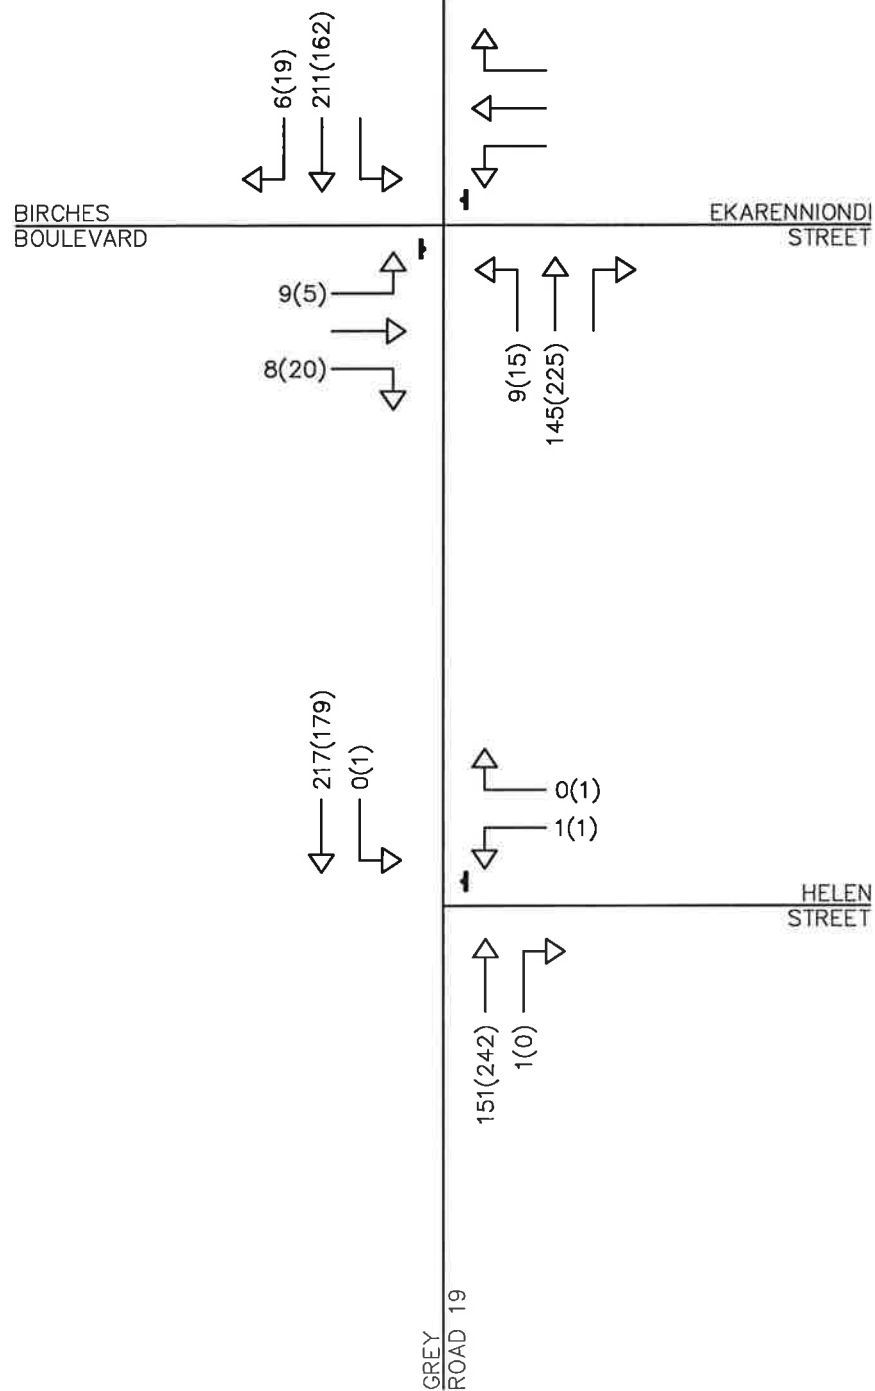 6(19)
211(162)
BIRCHES
BOULEVARD
EKARENNIONDI
STREET
9(5)
8(20)
9(15)
145(225)
217(179)
0(1)
0(1)
1(1)
HELEN
STREET
151(242)
1(0)
GREY
ROAD 19